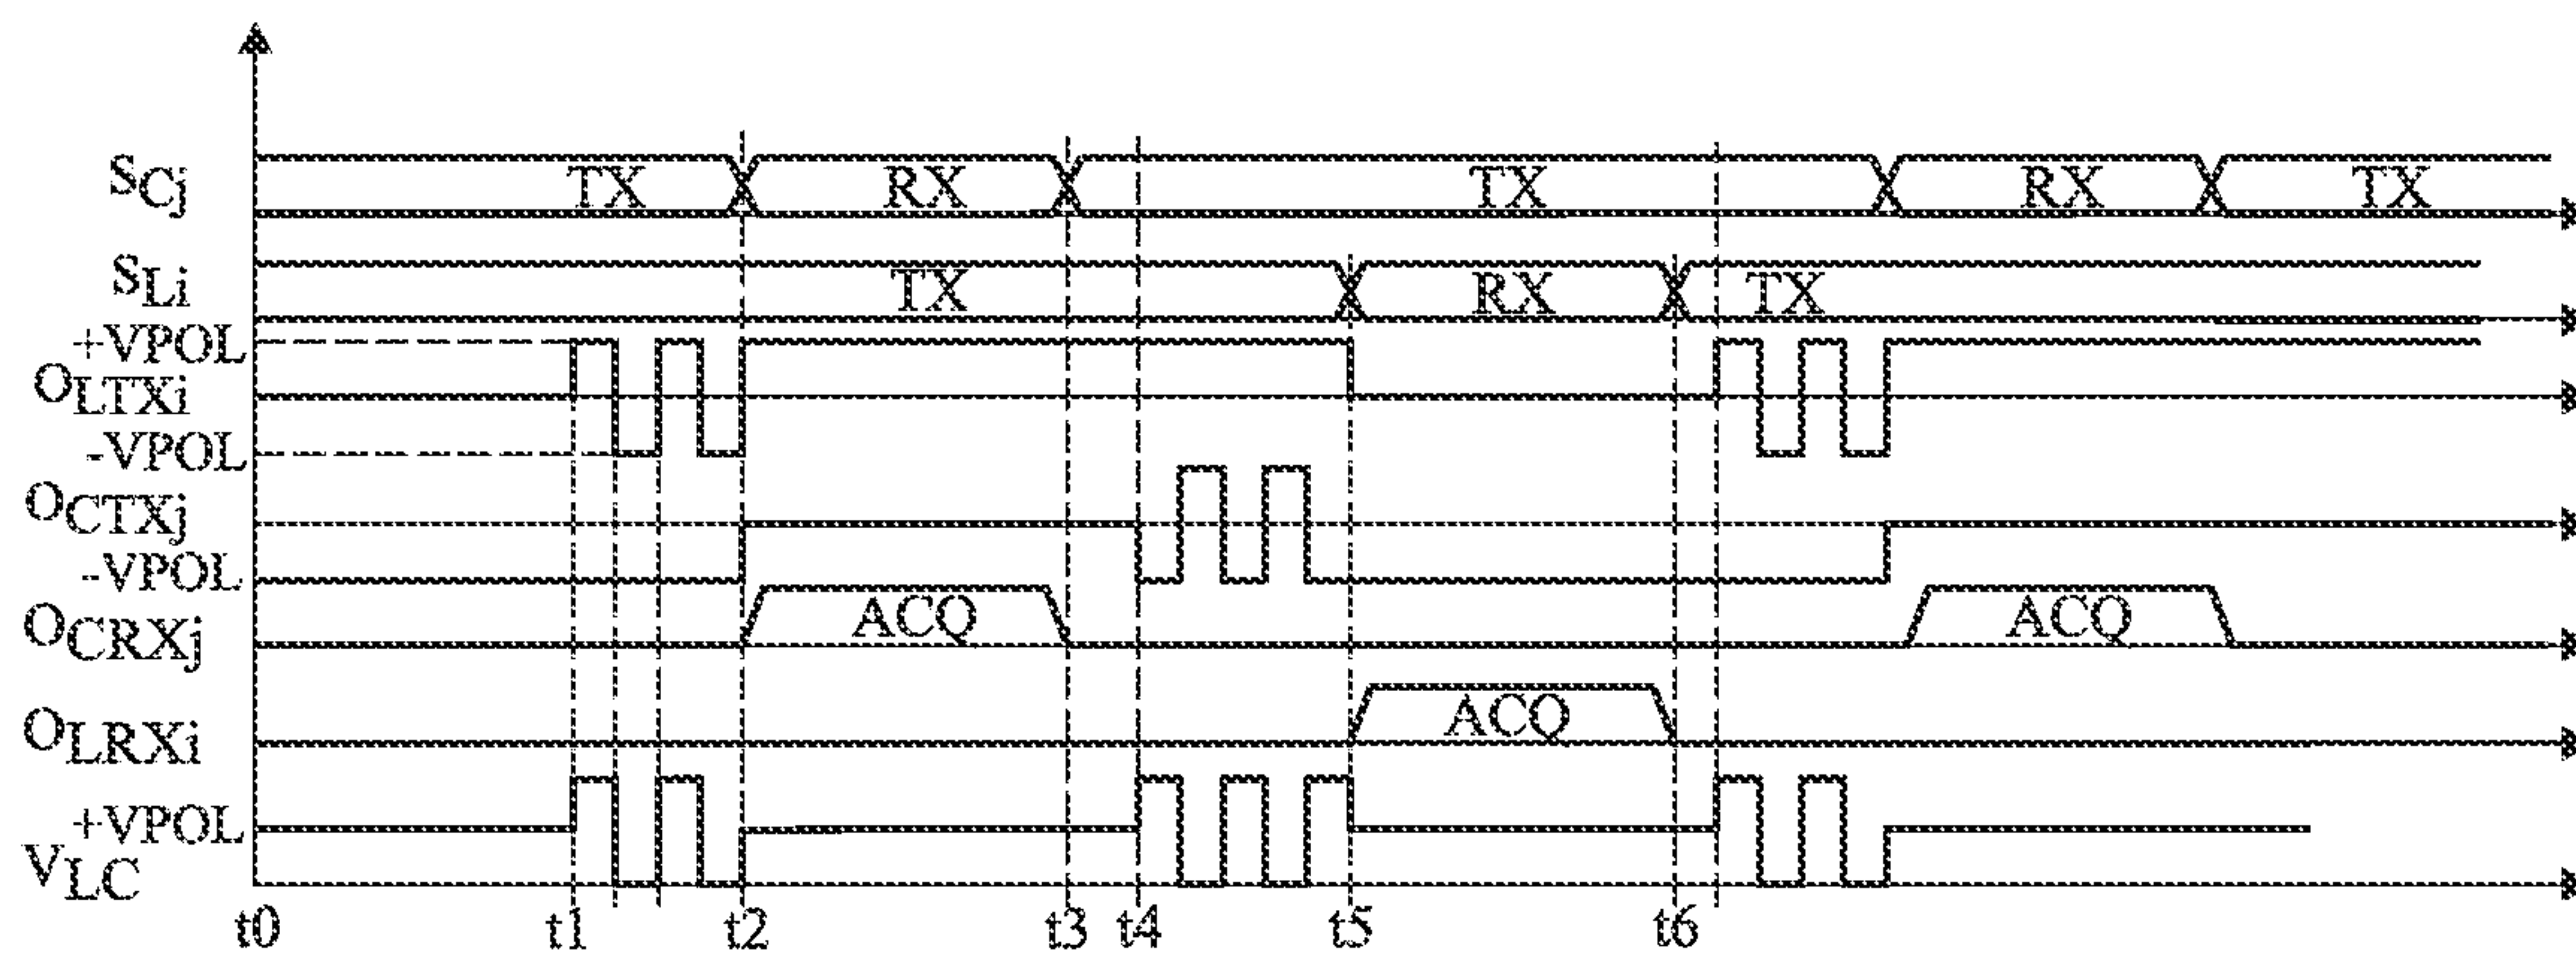 SCj TX RX TX RX TX
SLi TX RX TX
+VPOL
OLTXi
-VPOL
OCTXj
-VPOL
OCRXj ACQ ACQ
OLRXi ACQ
+VPOL
VLC
t0 t1 t2 t3 t4 t5 t6